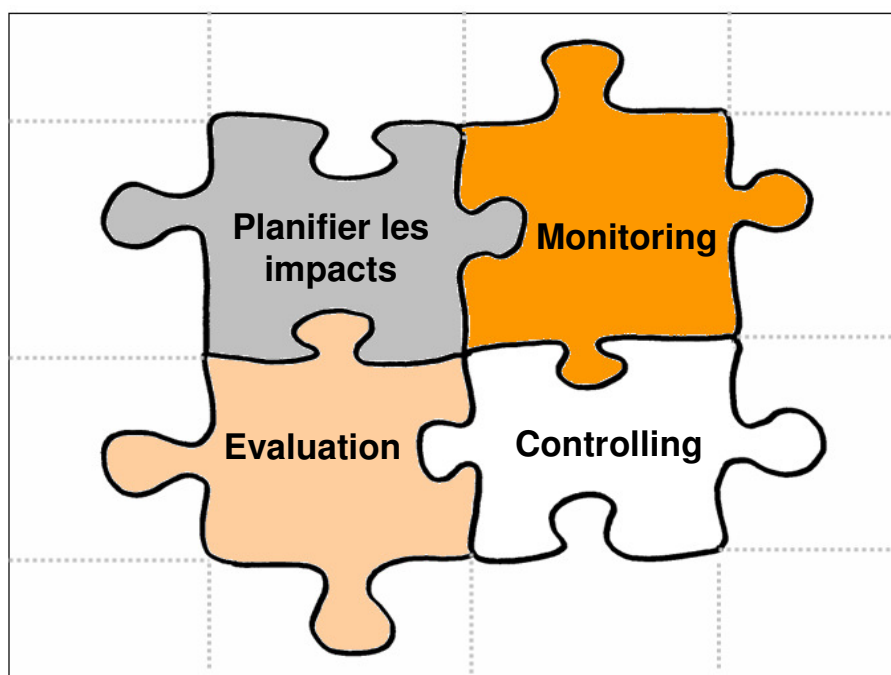 Planifier les
impacts
Monitoring
Evaluation
Controlling